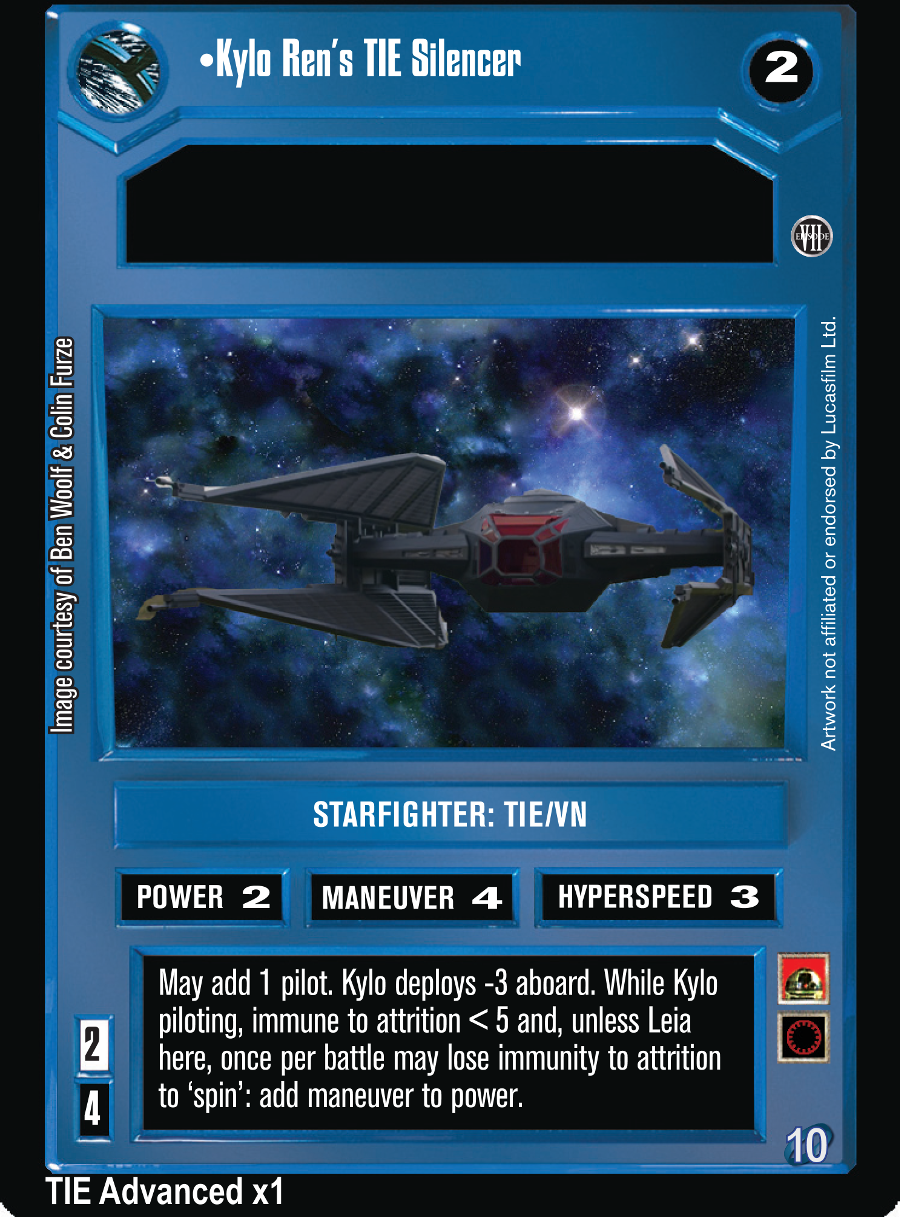 •Kylo Ren's TIE Silencer
2
EPISODE
VII
Image courtesy of Ben Woolf & Colin Furze
Artwork not affiliated or endorsed by Lucasfilm Ltd.
STARFIGHTER: TIE/VN
POWER 2
MANEUVER 4
HYPERSPEED 3
May add 1 pilot. Kylo deploys -3 aboard. While Kylo
piloting, immune to attrition < 5 and, unless Leia
here, once per battle may lose immunity to attrition
to ‘spin’: add maneuver to power.
2
4
10
TIE Advanced x1